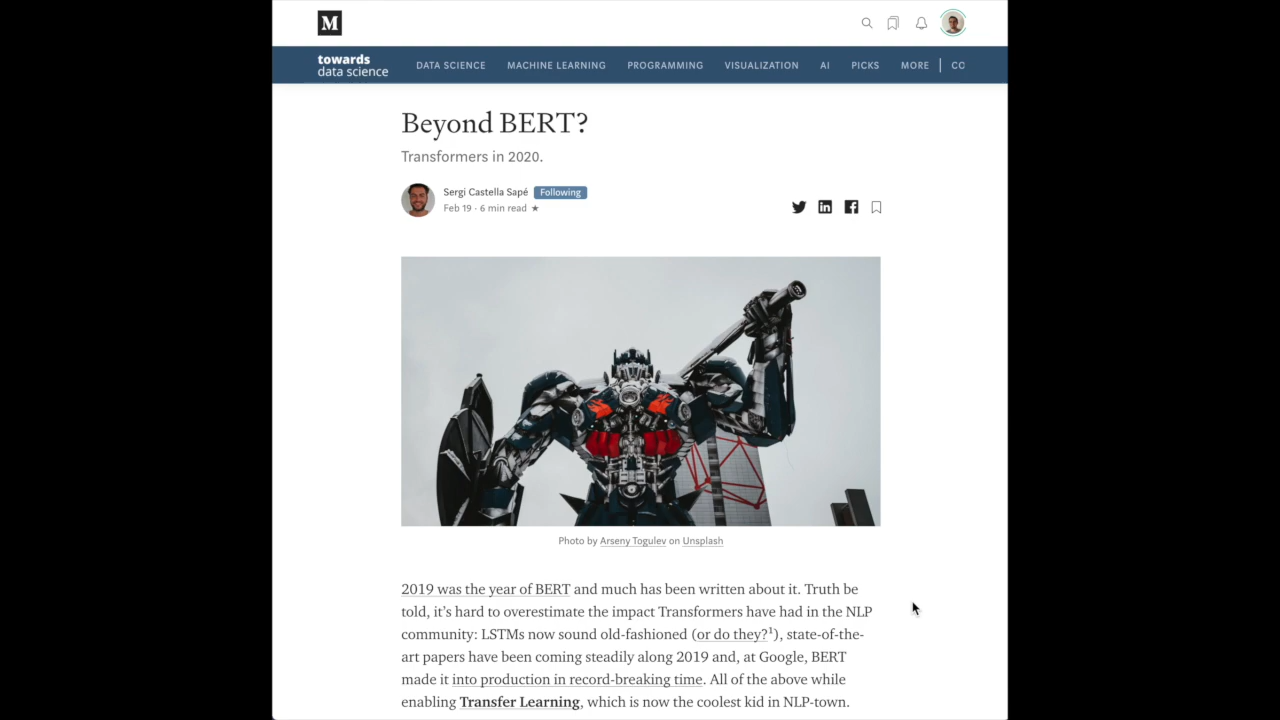 M
towards
data science
DATA SCIENCE MACHINE LEARNING PROGRAMMING VISUALIZATION AI PICKS MORE CO
Beyond BERT?
Transformers in 2020.
Sergi Castella Sapé Following
Feb 19 · 6 min read ★
Photo by Arseny Togulev on Unsplash
2019 was the year of BERT and much has been written about it. Truth be
told, it’s hard to overestimate the impact Transformers have had in the NLP
community: LSTMs now sound old-fashioned (or do they?¹), state-of-the-
art papers have been coming steadily along 2019 and, at Google, BERT
made it into production in record-breaking time. All of the above while
enabling Transfer Learning, which is now the coolest kid in NLP-town.